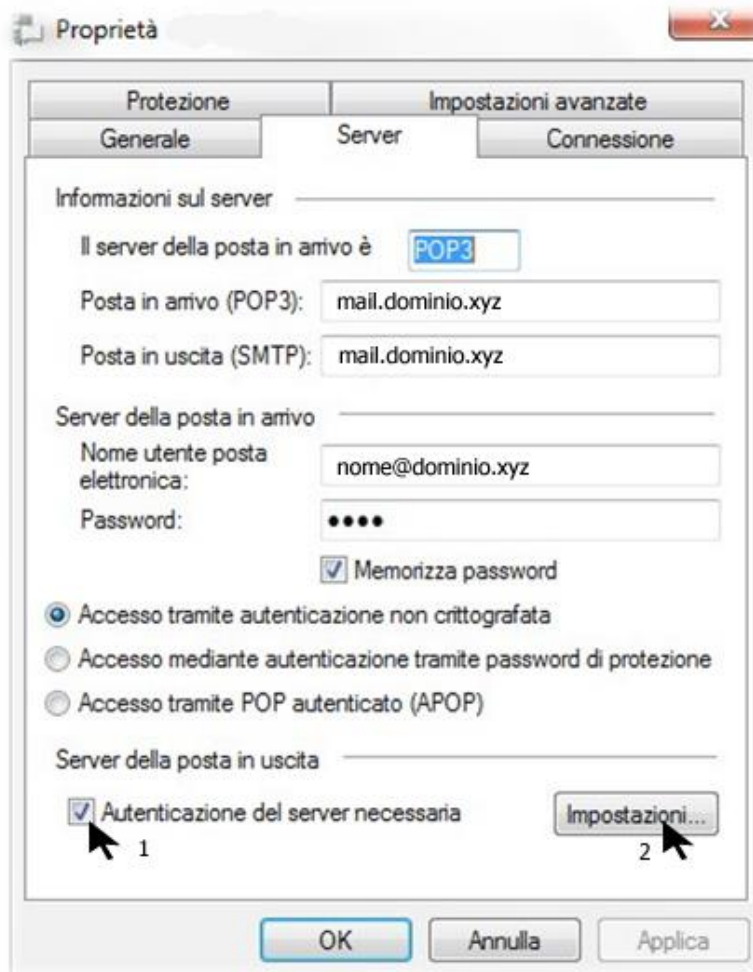 Proprietà
Protezione
Impostazioni avanzate
Generale
Server
Connessione
Informazioni sul server
Il server della posta in arrivo è POP3
Posta in arrivo (POP3): mail.dominio.xyz
Posta in uscita (SMTP): mail.dominio.xyz
Server della posta in arrivo
Nome utente posta
elettronica: nome@dominio.xyz
Password: ••••
Memorizza password
Accesso tramite autenticazione non crittografata
Accesso mediante autenticazione tramite password di protezione
Accesso tramite POP autenticato (APOP)
Server della posta in uscita
Autenticazione del server necessaria
Impostazioni...
1
2
OK
Annulla
Applica